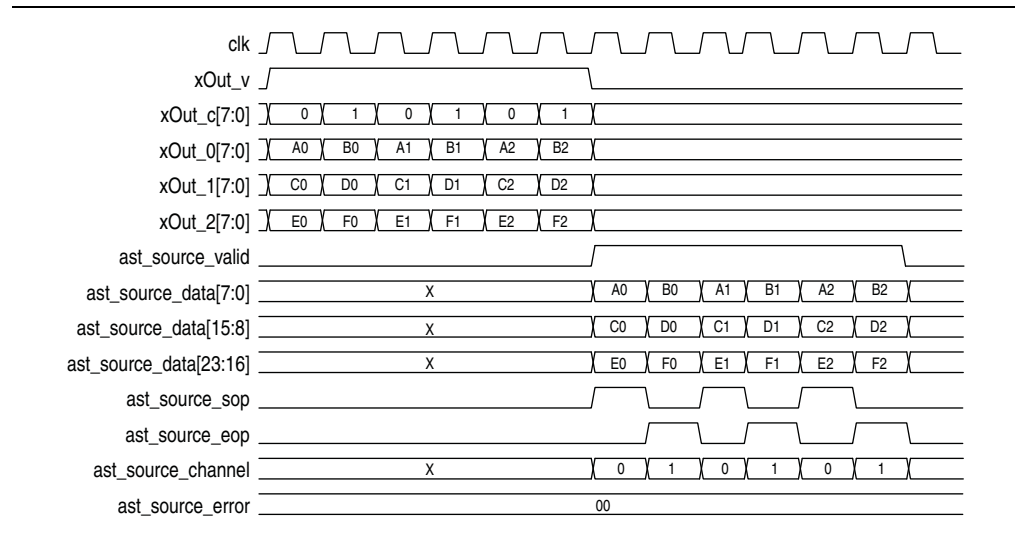 clk
xOut_v
xOut_c[7:0] 0 1 0 1 0 1
xOut_0[7:0] A0 B0 A1 B1 A2 B2
xOut_1[7:0] C0 D0 C1 D1 C2 D2
xOut_2[7:0] E0 F0 E1 F1 E2 F2
ast_source_valid
ast_source_data[7:0] X A0 B0 A1 B1 A2 B2
ast_source_data[15:8] X C0 D0 C1 D1 C2 D2
ast_source_data[23:16] X E0 F0 E1 F1 E2 F2
ast_source_sop
ast_source_eop
ast_source_channel X 0 1 0 1 0 1
ast_source_error 00